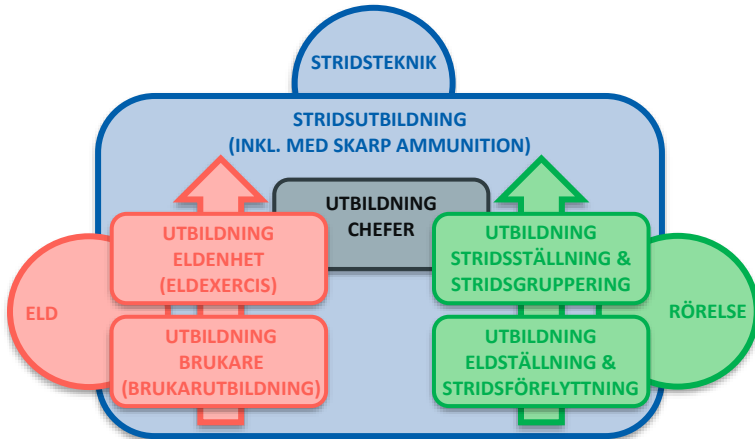 STRIDSTEKNIK
STRIDSUTBILDNING
(INKL. MED SKARP AMMUNITION)
UTBILDNING
CHEFER
UTBILDNING
ELDENHET
(ELDEXERCIS)
UTBILDNING
STRIDSSTÄLLNING &
STRIDSGRUPPERING
ELD
RÖRELSE
UTBILDNING
BRUKARE
(BRUKARUTBILDNING)
UTBILDNING
ELDSTÄLLNING &
STRIDSFÖRFLYTTNING